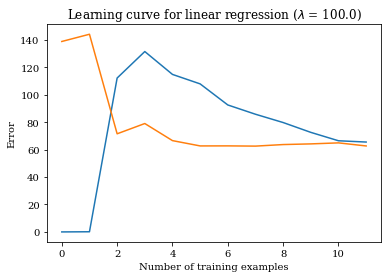 Learning curve for linear regression (λ = 100.0)
140
120
100
80
60
40
20
0
Error
0 2 4 6 8 10
Number of training examples